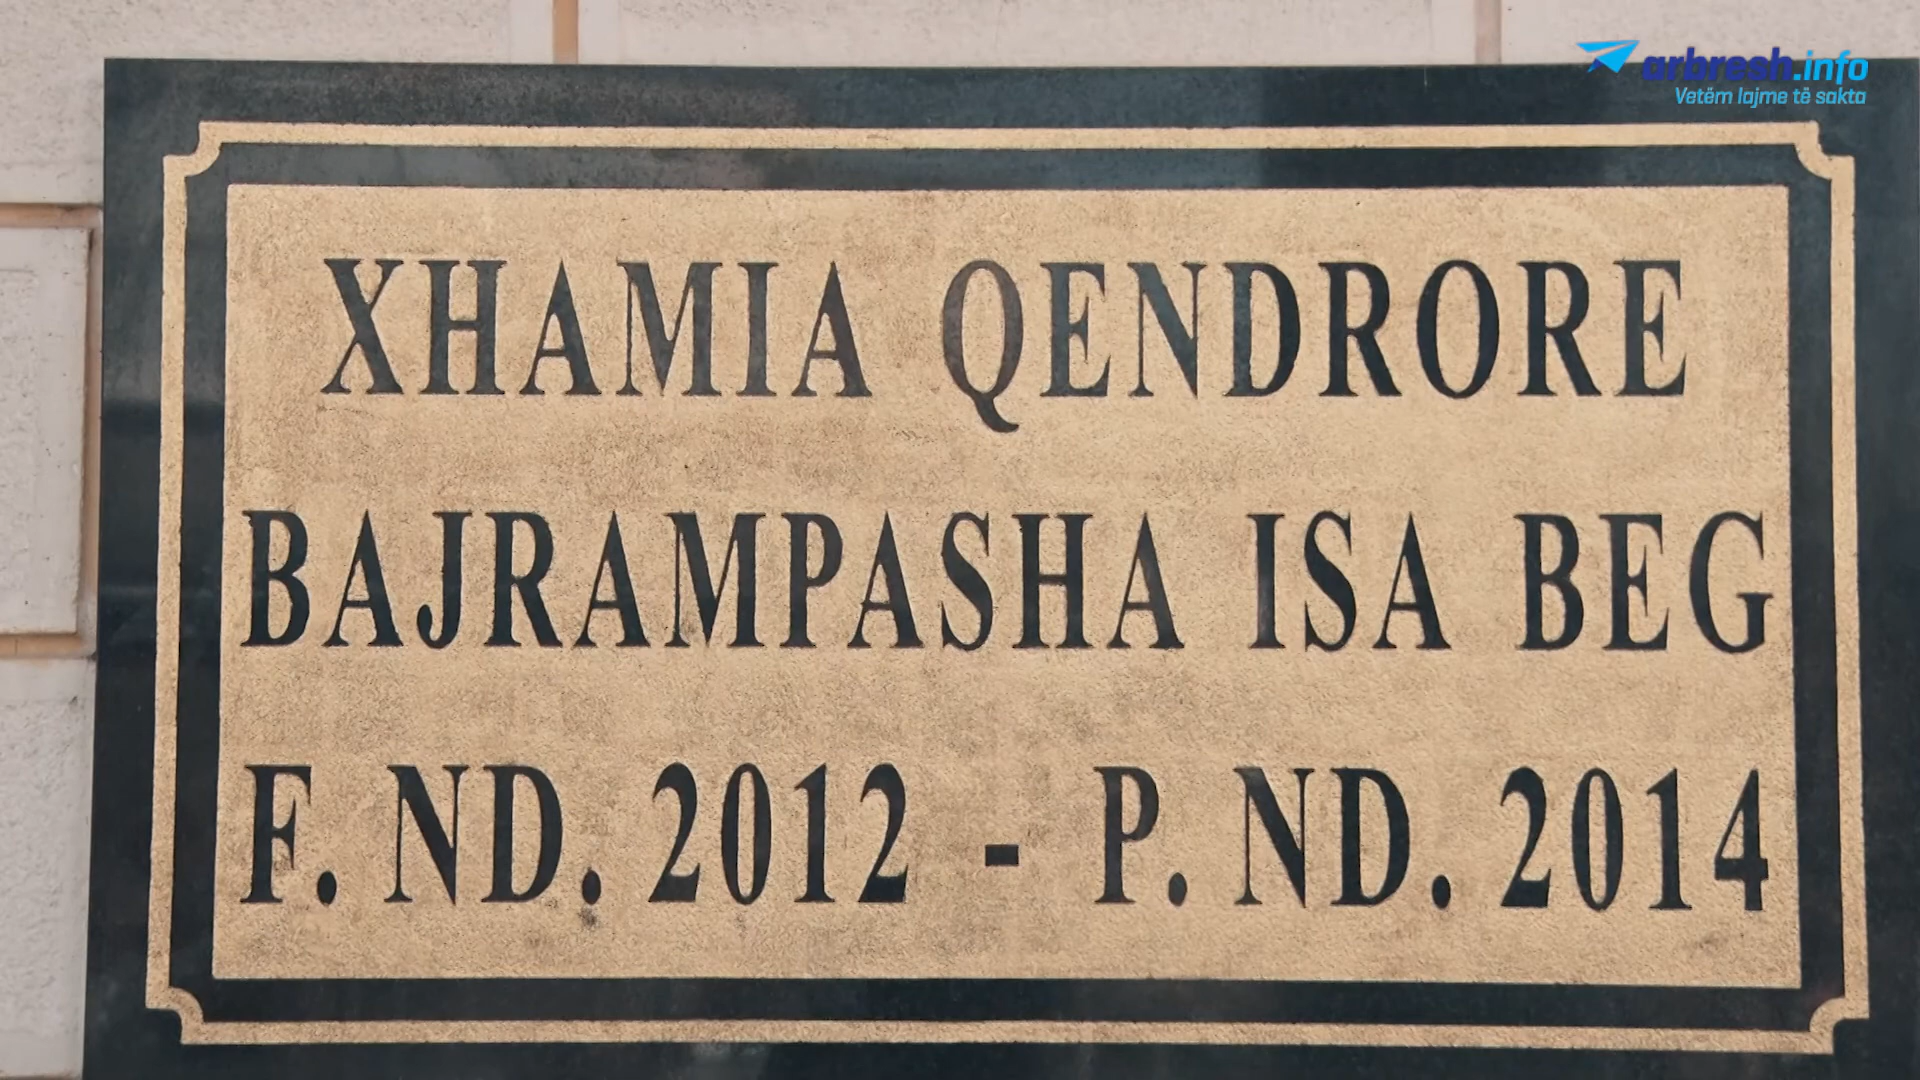 arbresh.info
Vetëm lajme të sakta
XHAMIA QENDRORE
BAJRAMPASHA ISA BEG
F. ND. 2012 - P. ND. 2014